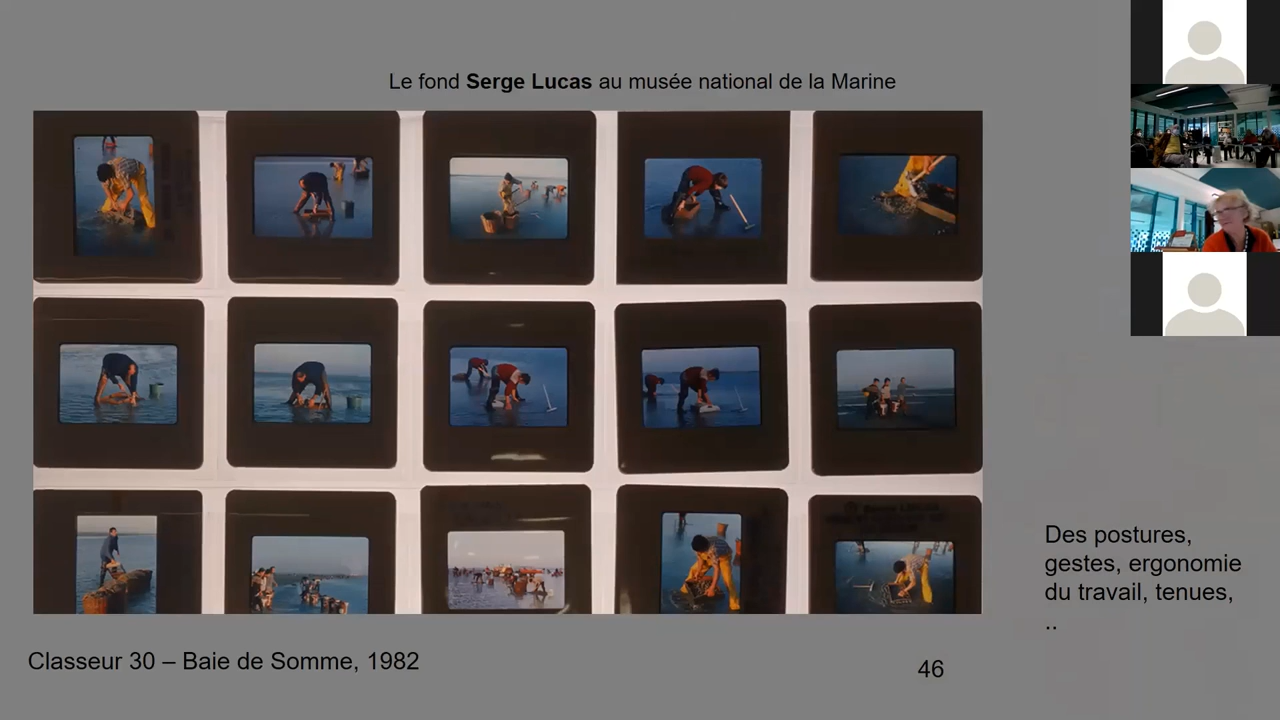 Le fond Serge Lucas au musée national de la Marine
Des postures,
gestes, ergonomie
du travail, tenues,
..
Classeur 30 – Baie de Somme, 1982
46